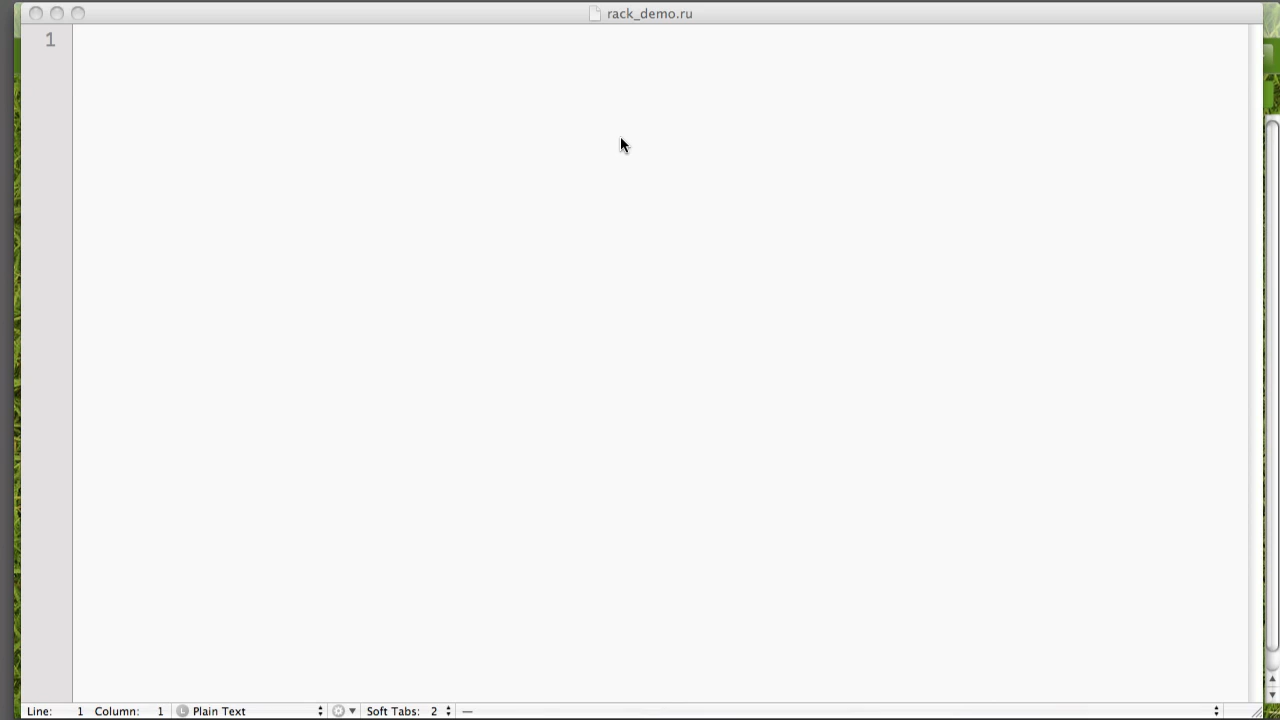 rack_demo.ru
1
Line: 1 Column: 1 L Plain Text Soft Tabs: 2 —